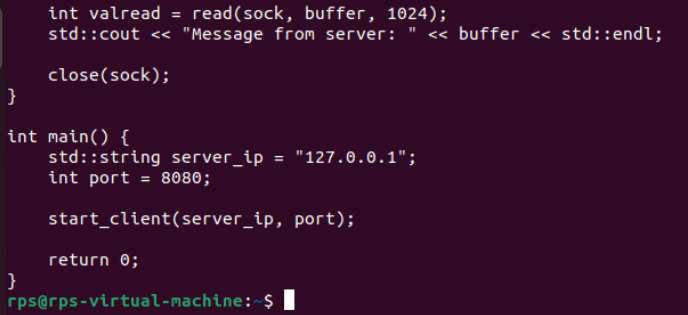 int valread = read(sock, buffer, 1024);
    std::cout << "Message from server: " << buffer << std::endl;

    close(sock);
}

int main() {
    std::string server_ip = "127.0.0.1";
    int port = 8080;

    start_client(server_ip, port);

    return 0;
}
rps@rps-virtual-machine:~$